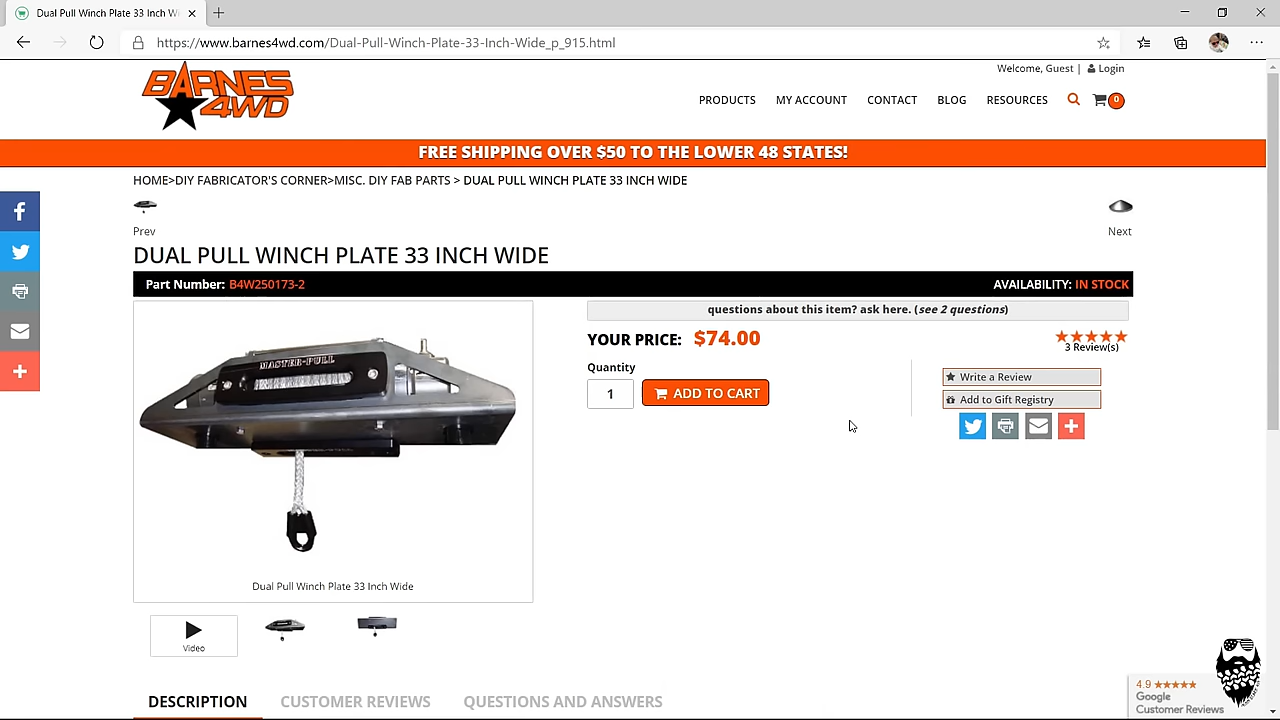 Dual Pull Winch Plate 33 Inch W
https://www.barnes4wd.com/Dual-Pull-Winch-Plate-33-Inch-Wide_p_915.html
Welcome, Guest | Login
BARNES
4WD
PRODUCTS MY ACCOUNT CONTACT BLOG RESOURCES 0
FREE SHIPPING OVER $50 TO THE LOWER 48 STATES!
HOME>DIY FABRICATOR'S CORNER>MISC. DIY FAB PARTS > DUAL PULL WINCH PLATE 33 INCH WIDE
Prev
Next
DUAL PULL WINCH PLATE 33 INCH WIDE
Part Number: B4W250173-2
AVAILABILITY: IN STOCK
questions about this item? ask here. (see 2 questions)
YOUR PRICE: $74.00
3 Review(s)
Quantity
1
ADD TO CART
Write a Review
Add to Gift Registry
MASTER-PULL
Dual Pull Winch Plate 33 Inch Wide
Video
DESCRIPTION CUSTOMER REVIEWS QUESTIONS AND ANSWERS
4.9
Google
Customer Reviews